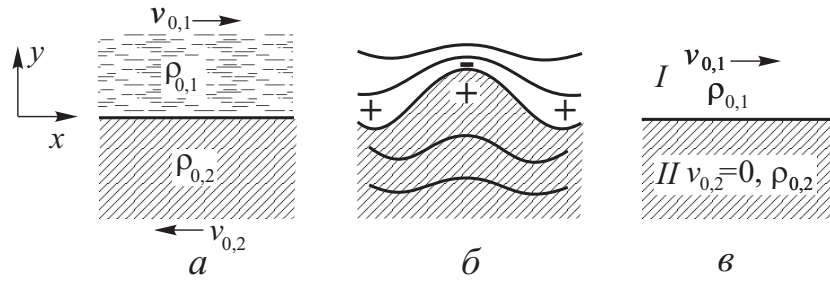 v₀,₁
y
ρ₀,₁
x
ρ₀,₂
v₀,₂
а
−
+ + +
б
v₀,₁
I
ρ₀,₁
II v₀,₂=0, ρ₀,₂
в